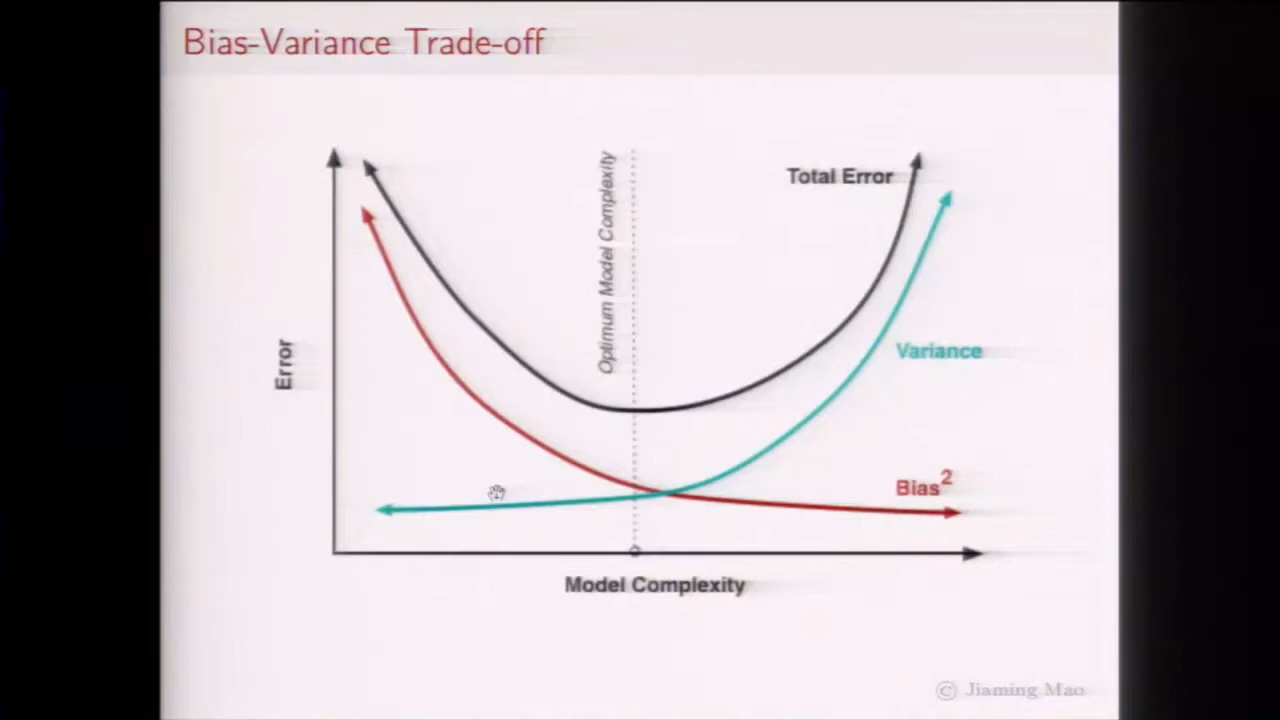 Bias-Variance Trade-off
Optimum Model Complexity
Total Error
Variance
Bias²
Error
Model Complexity
© Jiaming Mao